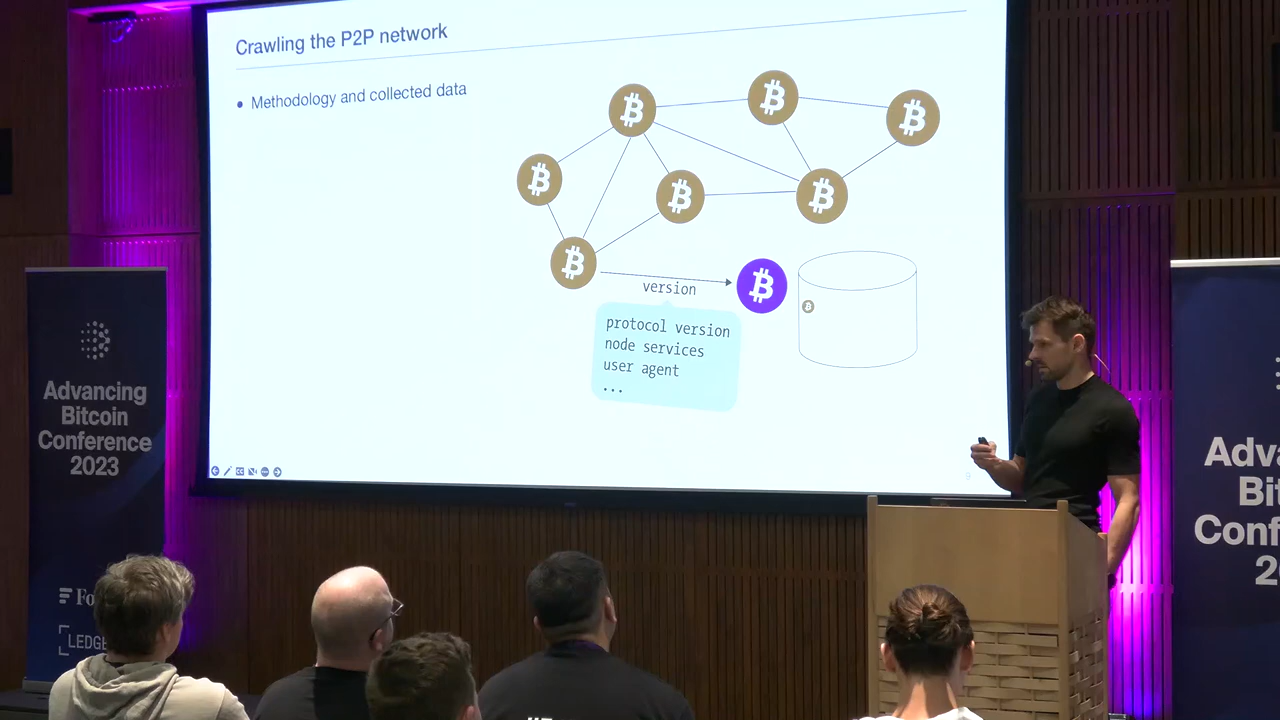 Crawling the P2P network
• Methodology and collected data
version
protocol version
node services
user agent
...
Advancing
Bitcoin
Conference
2023
Fo
LEDGE
Adva
Bit
Conf
20